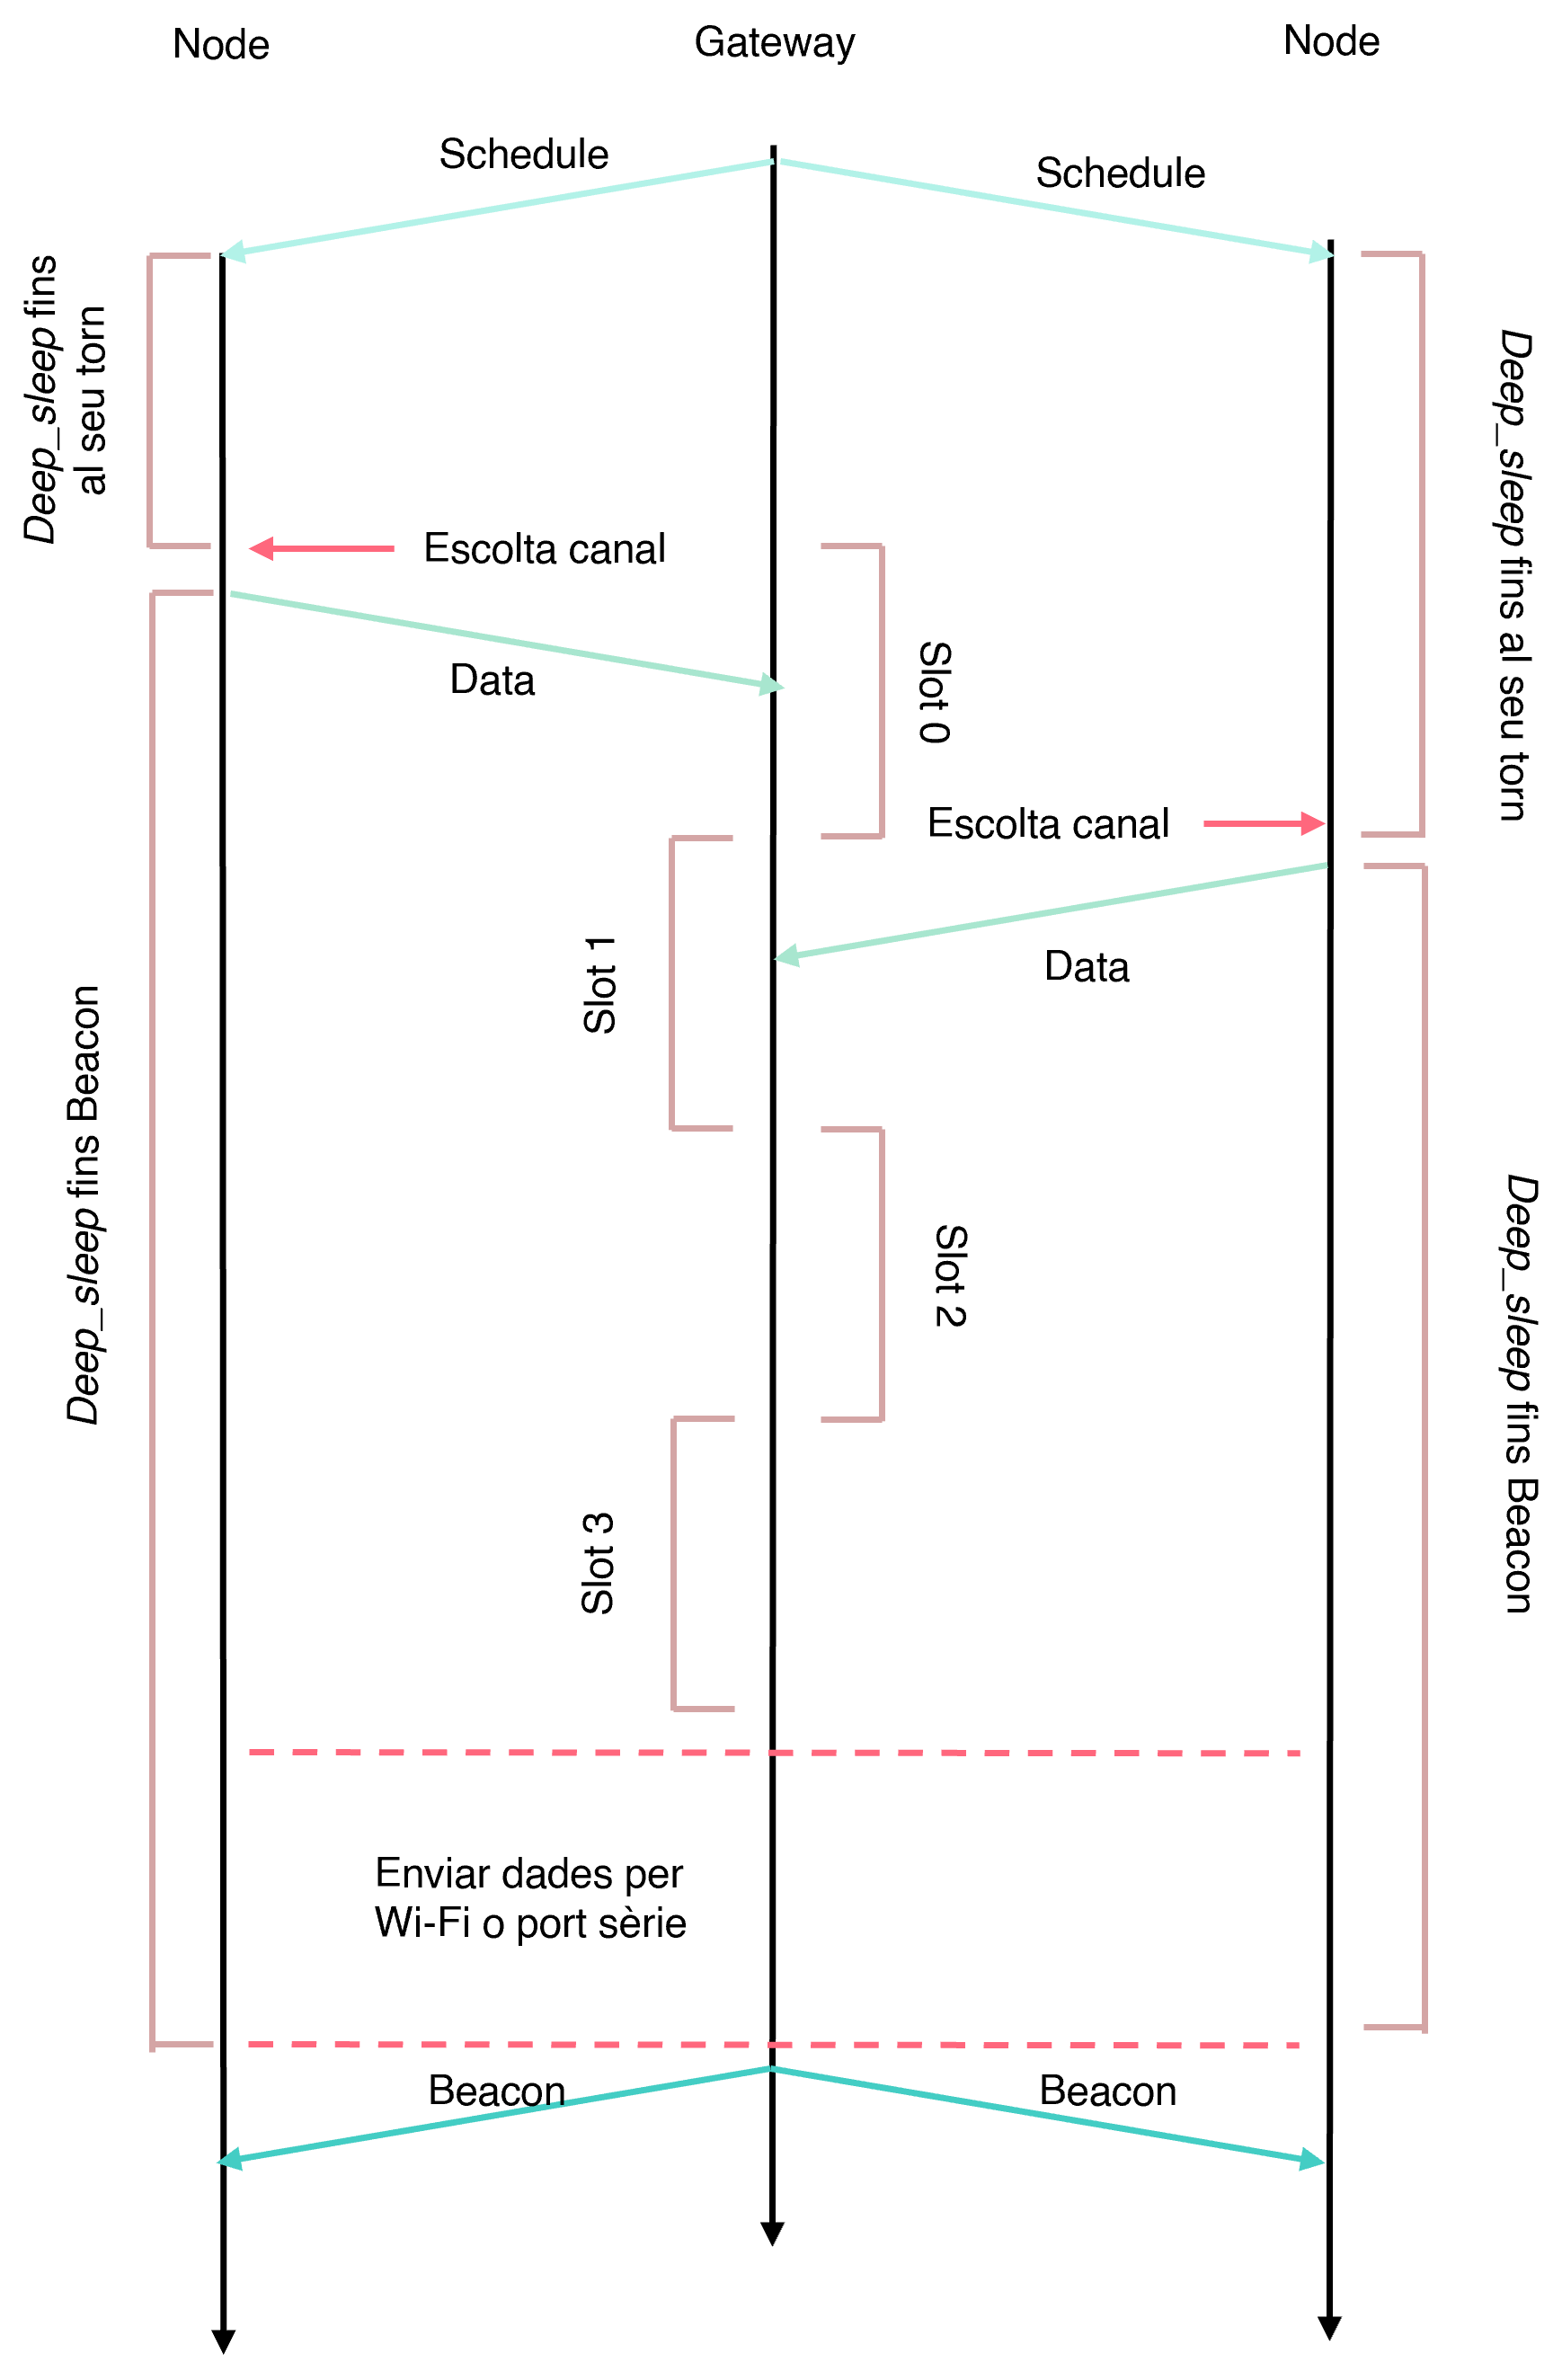 Node
Gateway
Node
Schedule
Schedule
Deep_sleep fins
al seu torn
Deep_sleep fins al seu torn
Escolta canal
Data
Slot 0
Escolta canal
Data
Slot 1
Deep_sleep fins Beacon
Slot 2
Deep_sleep fins Beacon
Slot 3
Enviar dades per
Wi-Fi o port sèrie
Beacon
Beacon